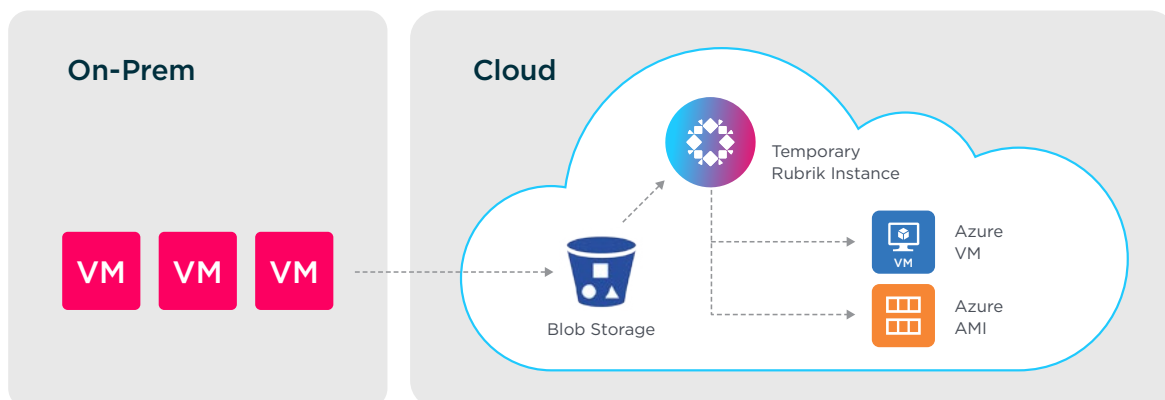 On-Prem
Cloud
Temporary
Rubrik Instance
VM
VM
VM
Blob Storage
VM
Azure
VM
Azure
AMI